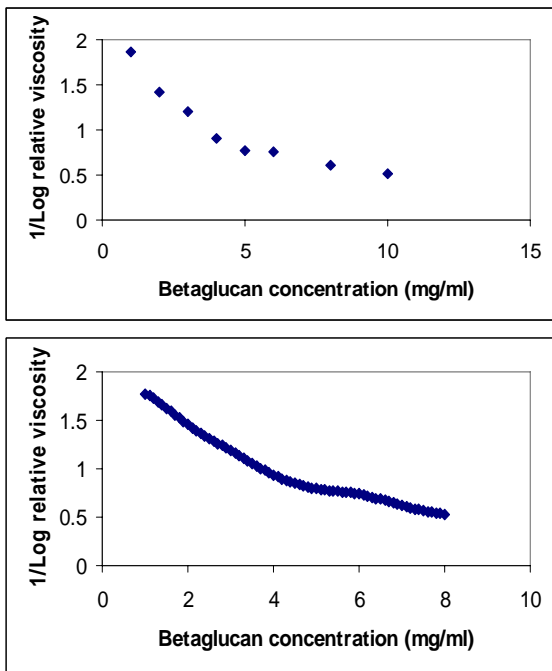 1/Log relative viscosity
2
1.5
1
0.5
0
0 5 10 15
Betaglucan concentration (mg/ml)
1/Log relative viscosity
2
1.5
1
0.5
0
0 2 4 6 8 10
Betaglucan concentration (mg/ml)